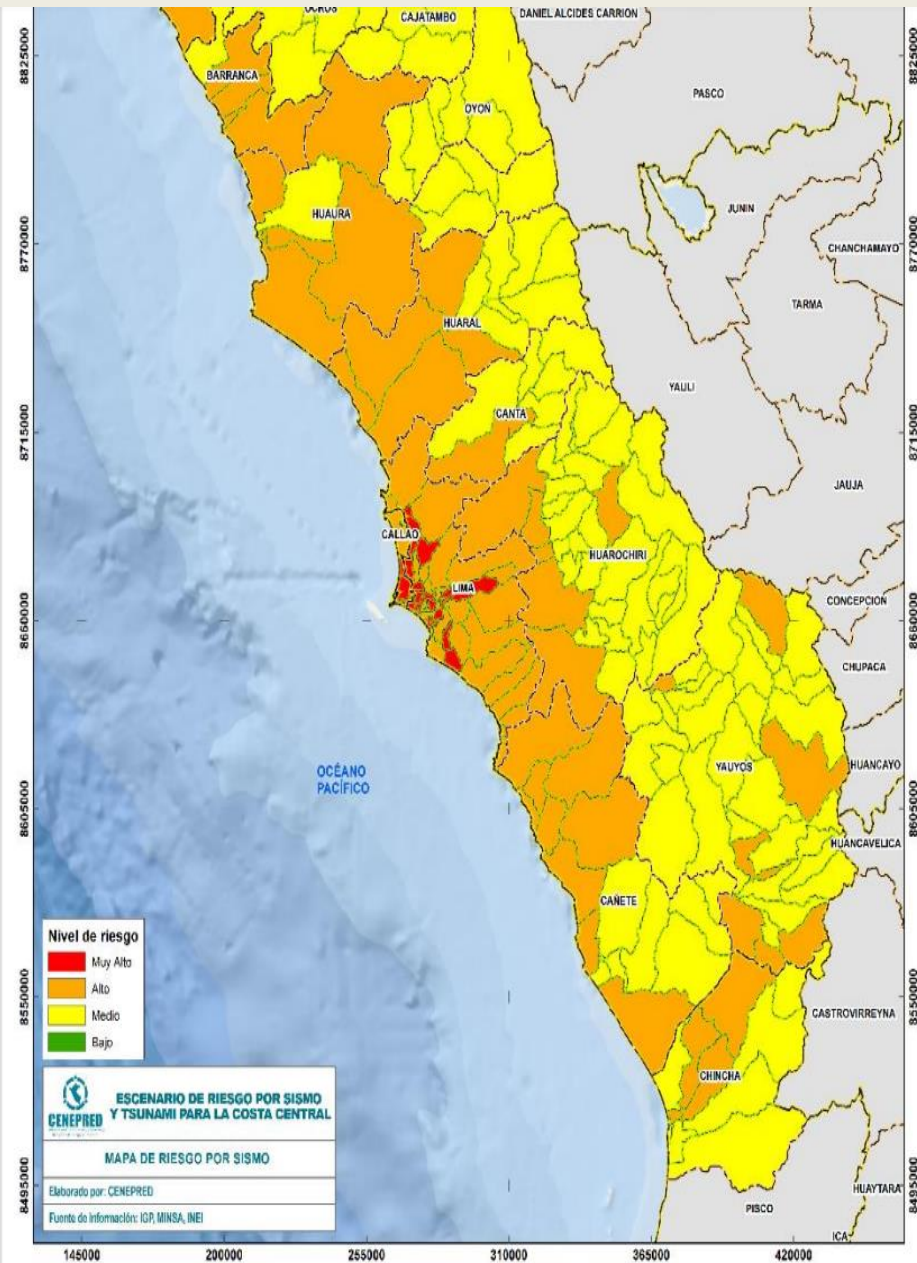 OCROS
CAJATAMBO
DANIEL ALCIDES CARRION
8825000
8825000
BARRANCA
PASCO
OYON
JUNIN
HUAURA
8770000
8770000
CHANCHAMAYO
TARMA
HUARAL
YAULI
CANTA
8715000
8715000
JAUJA
CALLAO
HUAROCHIRI
LIMA
CONCEPCION
8660000
8660000
CHUPACA
OCÉANO
PACÍFICO
YAUYOS
HUANCAYO
8605000
8605000
HUANCAVELICA
CAÑETE
Nivel de riesgo
Muy Alto
Alto
Medio
Bajo
8550000
8550000
CASTROVIRREYNA
CHINCHA
CENEPRED
ESCENARIO DE RIESGO POR SISMO
Y TSUNAMI PARA LA COSTA CENTRAL
MAPA DE RIESGO POR SISMO
Elaborado por: CENEPRED
Fuente de información: IGP, MINSA, INEI
8495000
8495000
HUAYTARA
PISCO
ICA
145000
200000
255000
310000
365000
420000